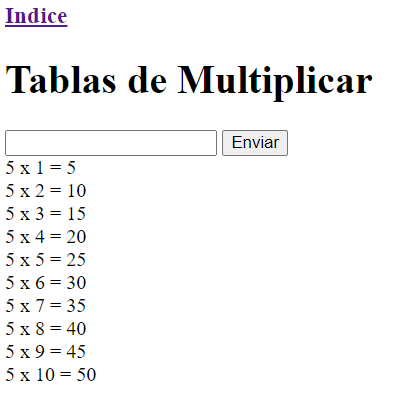 Indice
Tablas de Multiplicar
Enviar
5 x 1 = 5
5 x 2 = 10
5 x 3 = 15
5 x 4 = 20
5 x 5 = 25
5 x 6 = 30
5 x 7 = 35
5 x 8 = 40
5 x 9 = 45
5 x 10 = 50